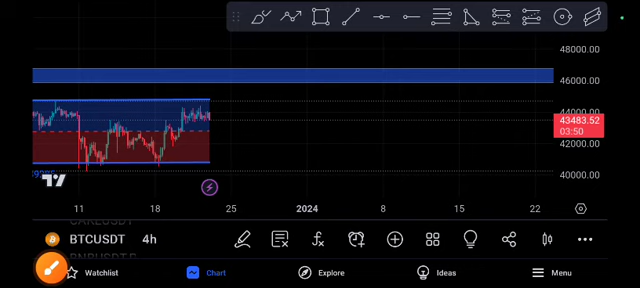 48000.00
46000.00
44000.00
43483.52
03:50
42000.00
40000.00
11 18 25 2024 8 15 22
BTCUSDT 4h
Watchlist Chart Explore Ideas Menu